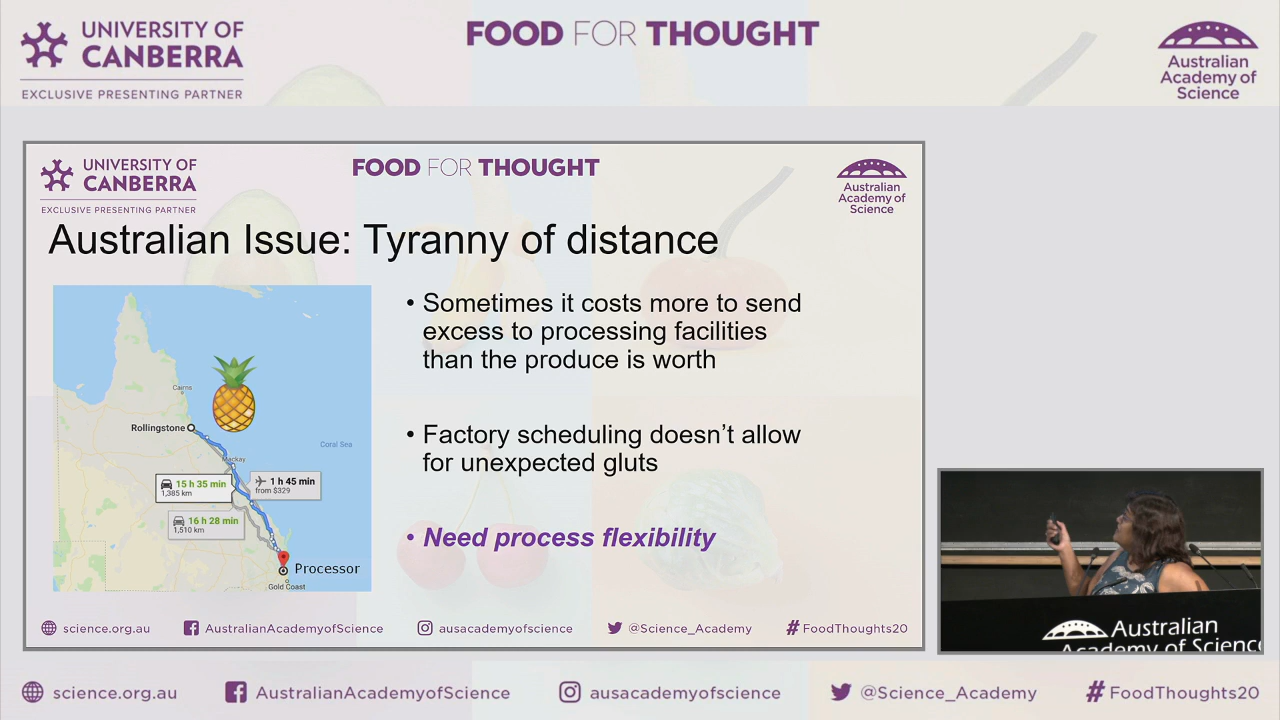 UNIVERSITY OF
CANBERRA
EXCLUSIVE PRESENTING PARTNER
FOOD FOR THOUGHT
Australian
Academy of
Science
UNIVERSITY OF
CANBERRA
EXCLUSIVE PRESENTING PARTNER
FOOD FOR THOUGHT
Australian
Academy of
Science
Australian Issue: Tyranny of distance
Cairns
Rollingstone
Coral Sea
Mackay
15 h 35 min
1,385 km
1 h 45 min
from $329
16 h 28 min
1,510 km
Processor
Gold Coast
• Sometimes it costs more to send
excess to processing facilities
than the produce is worth
• Factory scheduling doesn’t allow
for unexpected gluts
• Need process flexibility
science.org.au
AustralianAcademyofScience
ausacademyofscience
@Science_Academy
#FoodThoughts20
Australian
Academy of Science
science.org.au
AustralianAcademyofScience
ausacademyofscience
@Science_Academy
#FoodThoughts20